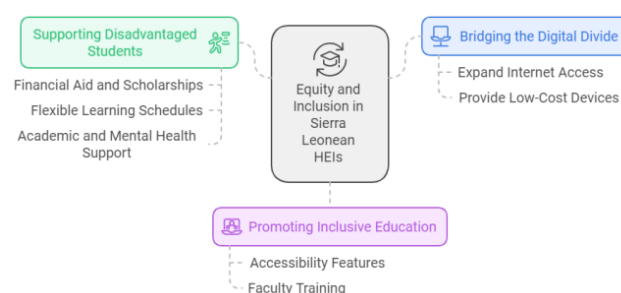 Supporting Disadvantaged
Students
Financial Aid and Scholarships
Flexible Learning Schedules
Academic and Mental Health
Support
Equity and
Inclusion in
Sierra
Leonean
HEIs
Bridging the Digital Divide
Expand Internet Access
Provide Low-Cost Devices
Promoting Inclusive Education
Accessibility Features
Faculty Training